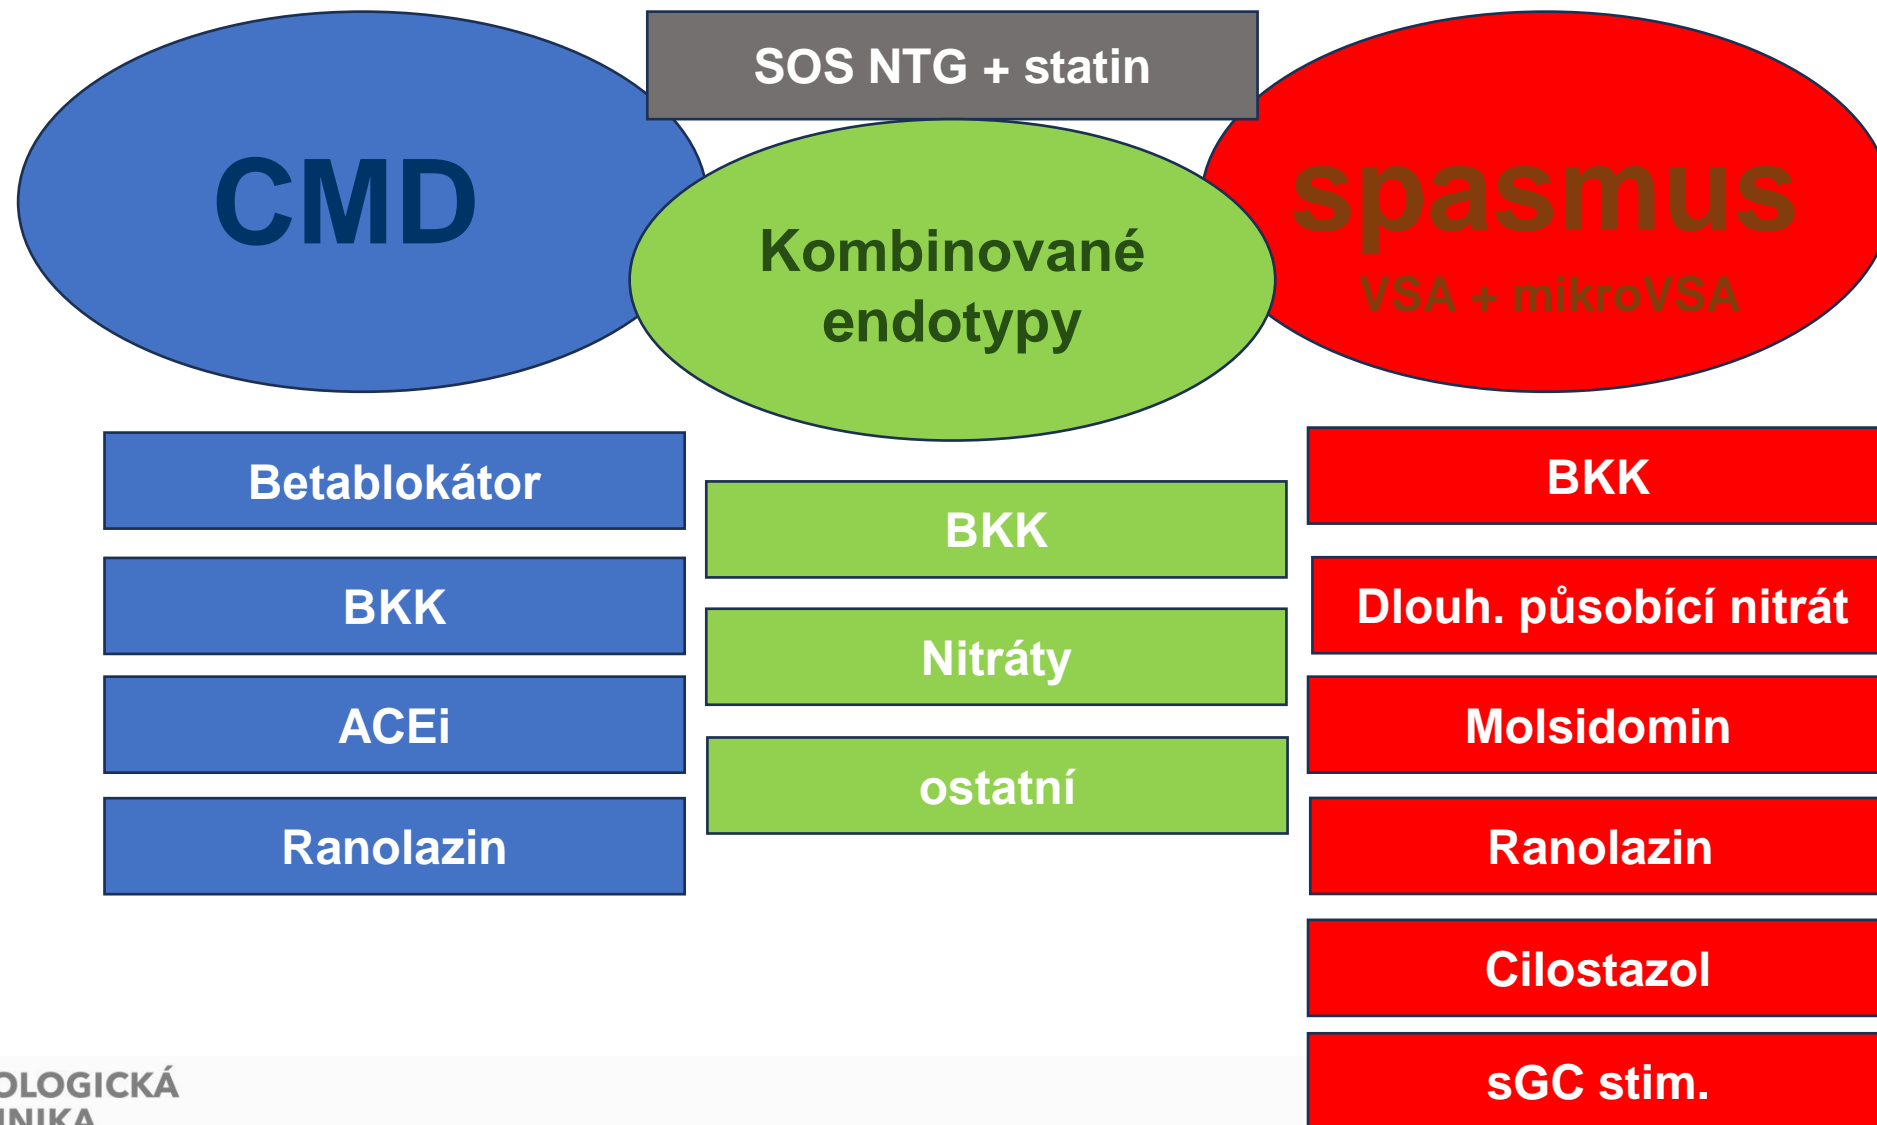 SOS NTG + statin
CMD
Kombinované
endotypy
spasmus
VSA + mikroVSA
Betablokátor
BKK
ACEi
Ranolazin
BKK
Nitráty
ostatní
BKK
Dlouh. působící nitrát
Molsidomin
Ranolazin
Cilostazol
sGC stim.
OLOGICKÁ
INIKA